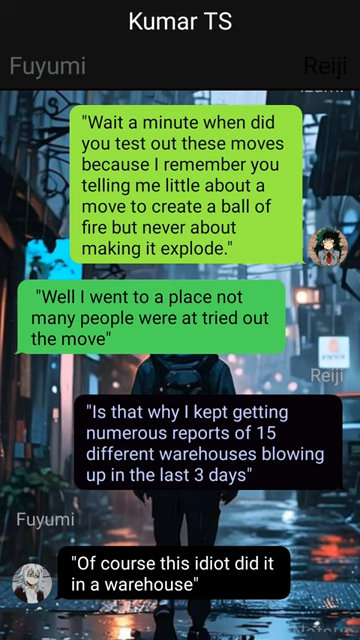 Kumar TS
Fuyumi
Reiji
"Wait a minute when did
you test out these moves
because I remember you
telling me little about a
move to create a ball of
fire but never about
making it explode."
"Well I went to a place not
many people were at tried out
the move"
Reiji
"Is that why I kept getting
numerous reports of 15
different warehouses blowing
up in the last 3 days"
Fuyumi
"Of course this idiot did it
in a warehouse"